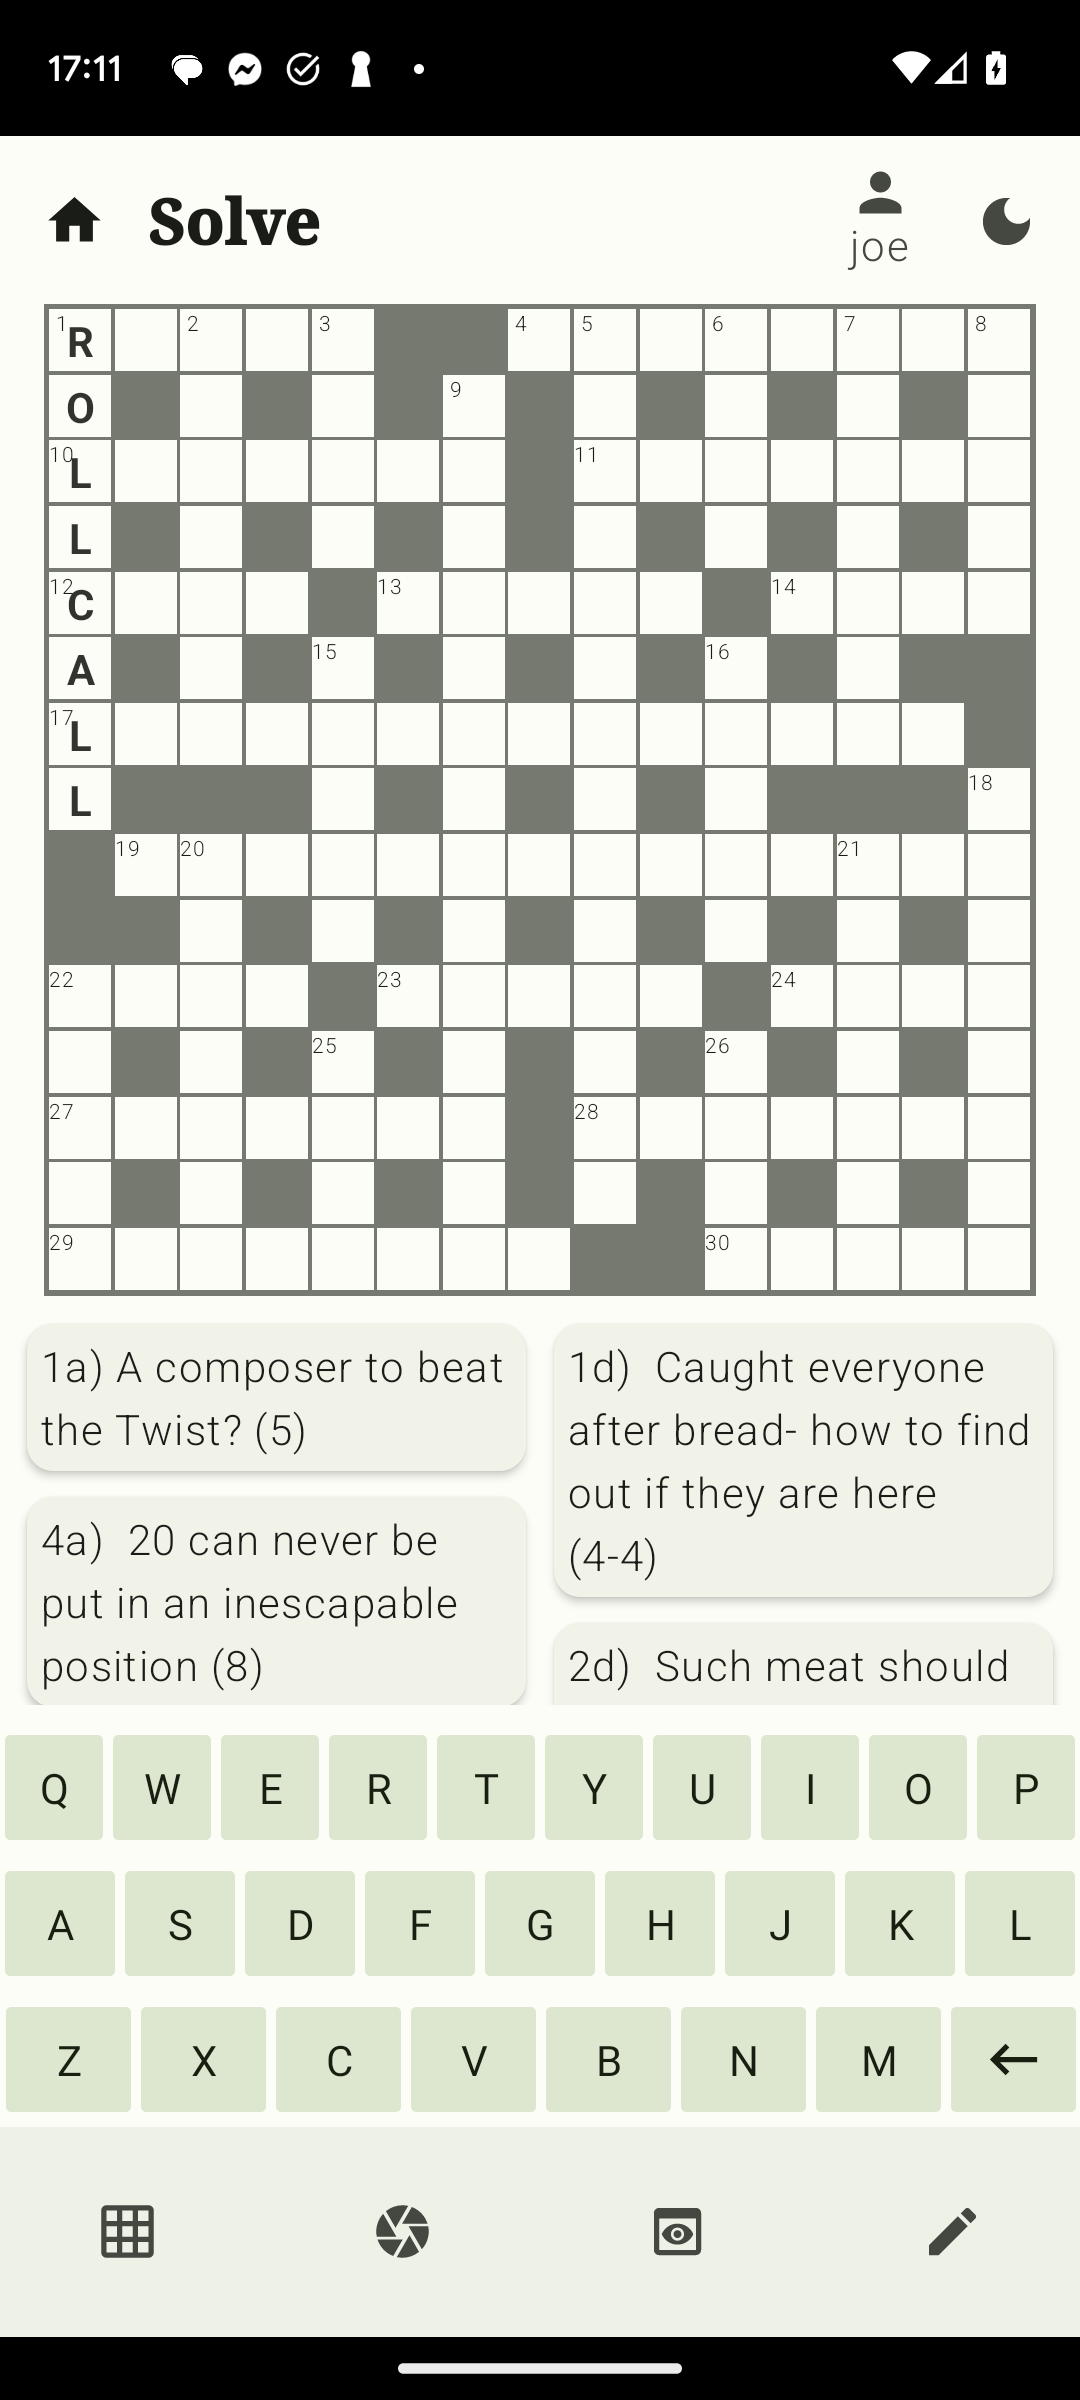 17:11
Solve
joe
1 R 2 3 4 5 6 7 8
O 9
10 L 11
L
12 C 13 14
A 15 16
17 L
L 18
19 20 21
22 23 24
25 26
27 28
29 30
1a) A composer to beat
the Twist? (5)
4a) 20 can never be
put in an inescapable
position (8)
1d) Caught everyone
after bread- how to find
out if they are here
(4-4)
2d) Such meat should
Q W E R T Y U I O P
A S D F G H J K L
Z X C V B N M ←